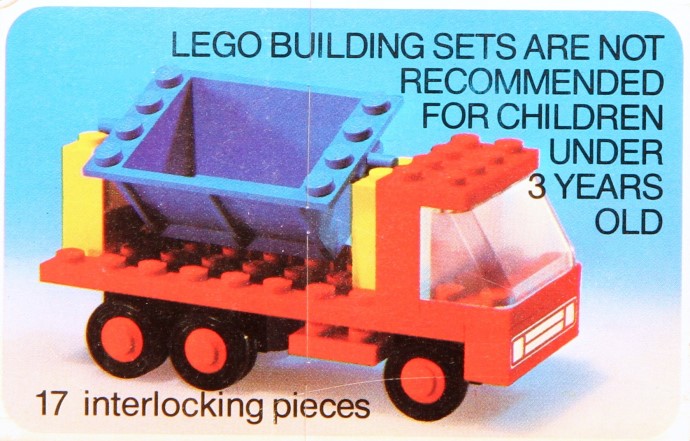 LEGO BUILDING SETS ARE NOT
RECOMMENDED
FOR CHILDREN
UNDER
3 YEARS
OLD
17 interlocking pieces